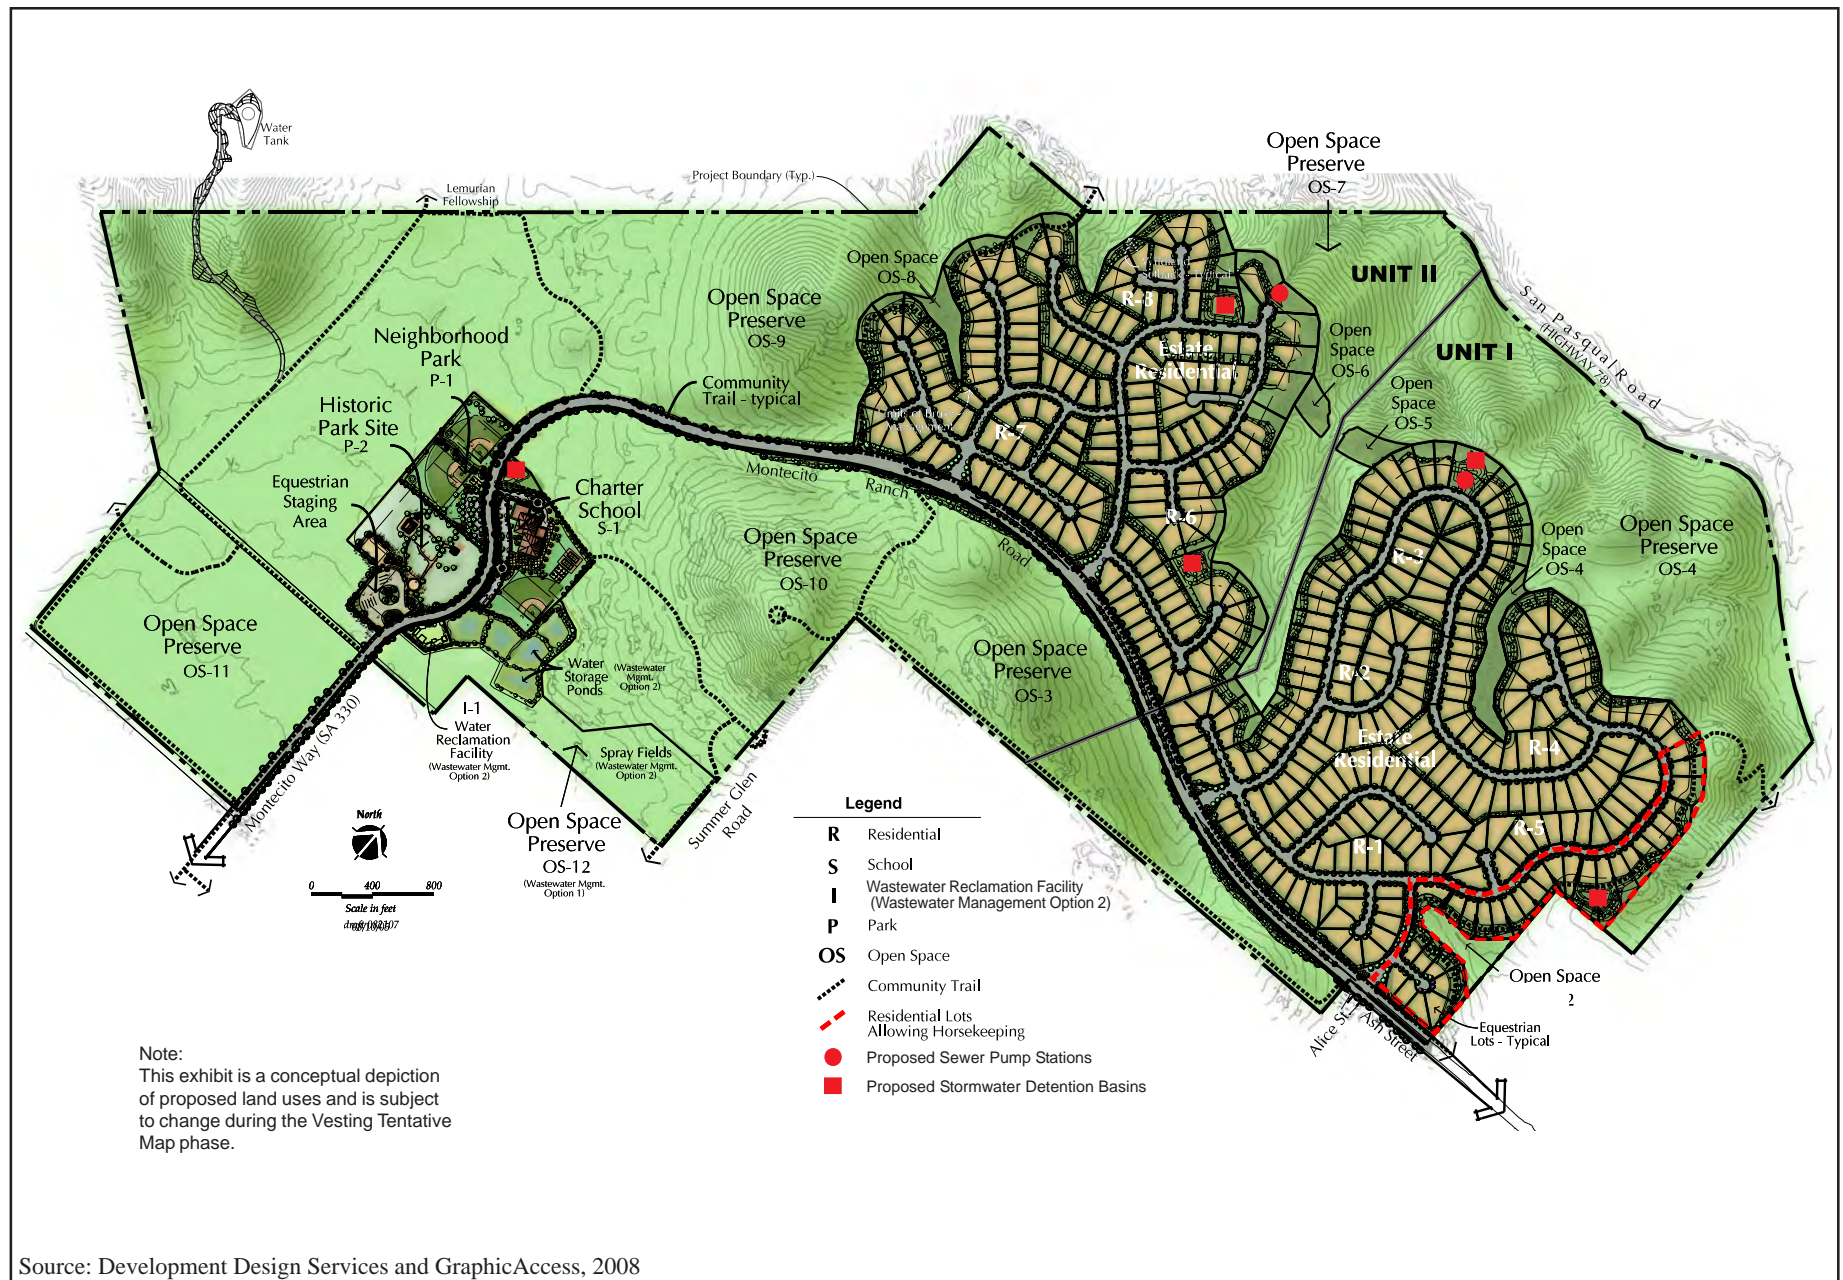 Water
Tank
Lemurian
Fellowship
Project Boundary (Typ.)
Open Space
Preserve
OS-7
UNIT II
San Pasqual Road
(HIGHWAY 78)
UNIT I
Open Space
OS-8
Open Space
Preserve
OS-9
R-8
Estate
Residential
Open
Space
OS-6
Open
Space
OS-5
Neighborhood
Park
P-1
Community
Trail - typical
Historic
Park Site
P-2
R-7
Equestrian
Staging
Area
Charter
School
S-1
Montecito Ranch Road
R-6
Open Space
Preserve
OS-10
R-3
Open
Space
OS-4
Open Space
Preserve
OS-4
Open Space
Preserve
OS-11
Open Space
Preserve
OS-3
Water
Storage
Ponds
(Wastewater
Mgmt.
Option 2)
R-2
I-1
Water
Reclamation
Facility
(Wastewater Mgmt.
Option 2)
Spray Fields
(Wastewater Mgmt.
Option 2)
Estate
Residential
R-4
Montecito Way (SA 330)
Summer Glen
Road
Open Space
Preserve
OS-12
(Wastewater Mgmt.
Option 1)
R-5
R-1
North
0 400 800
Scale in feet
Legend
R Residential
S School
I Wastewater Reclamation Facility
(Wastewater Management Option 2)
P Park
OS Open Space
Community Trail
Residential Lots
Allowing Horsekeeping
Proposed Sewer Pump Stations
Proposed Stormwater Detention Basins
Open Space
2
Equestrian
Lots - Typical
Alice St.
Ash Street
Note:
This exhibit is a conceptual depiction
of proposed land uses and is subject
to change during the Vesting Tentative
Map phase.
Source: Development Design Services and GraphicAccess, 2008